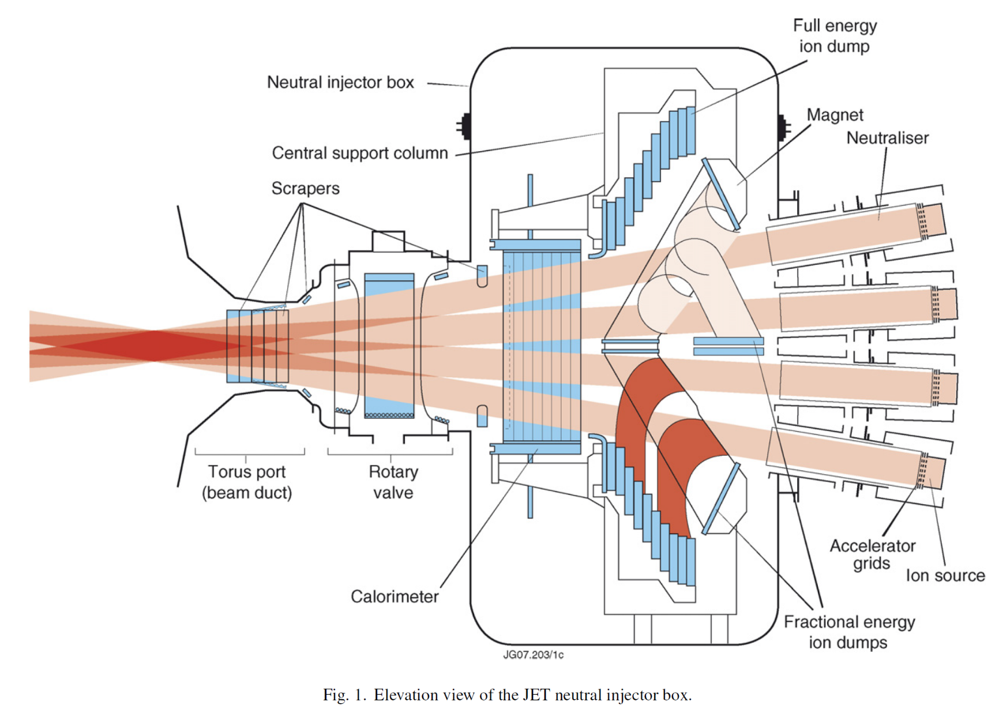 Full energy
ion dump
Neutral injector box
Magnet
Neutraliser
Central support column
Scrapers
Torus port
(beam duct)
Rotary
valve
Accelerator
grids
Ion source
Calorimeter
Fractional energy
ion dumps
JG07.203/1c
Fig. 1. Elevation view of the JET neutral injector box.